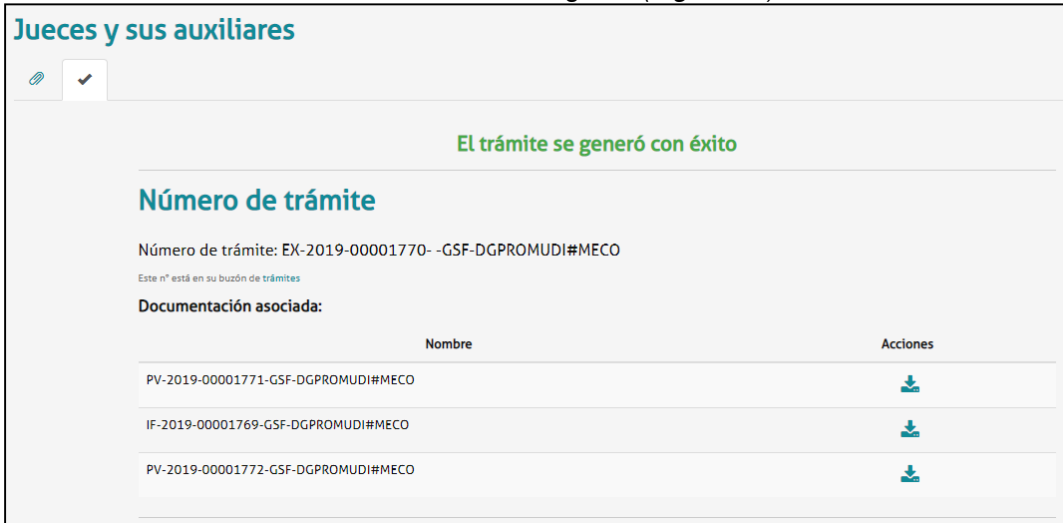 Jueces y sus auxiliares
El trámite se generó con éxito
Número de trámite
Número de trámite: EX-2019-00001770- -GSF-DGPROMUDI#MECO
Este nº está en su buzón de trámites
Documentación asociada:
Nombre Acciones
PV-2019-00001771-GSF-DGPROMUDI#MECO
IF-2019-00001769-GSF-DGPROMUDI#MECO
PV-2019-00001772-GSF-DGPROMUDI#MECO